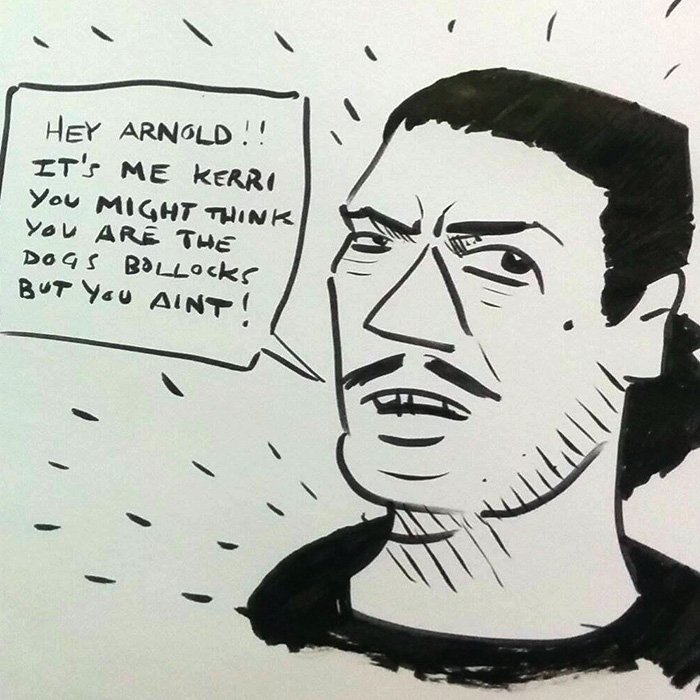 HEY ARNOLD!!
IT'S ME KERRI
YOU MIGHT THINK
YOU ARE THE
DOGS BOLLOCKS
BUT YOU AINT!